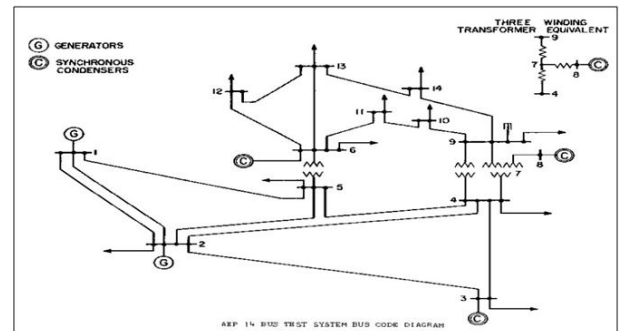 THREE WINDING
TRANSFORMER EQUIVALENT
G GENERATORS
C SYNCHRONOUS
CONDENSERS
9
7
C
8
4
13
14
12
11
10
G
1
C
6
9
C
8
7
5
4
2
G
3
C
AEP 14 BUS TEST SYSTEM BUS CODE DIAGRAM